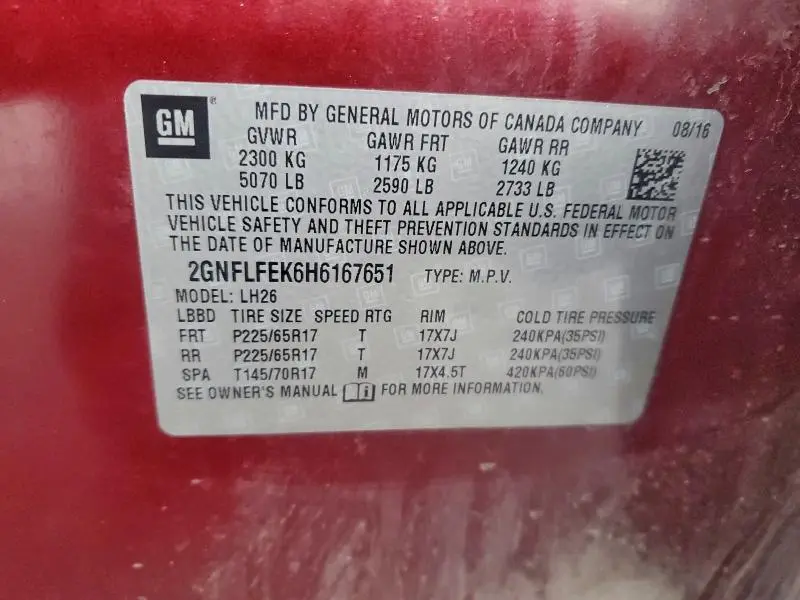 GM® MFD BY GENERAL MOTORS OF CANADA COMPANY 08/16
GVWR GAWR FRT GAWR RR
2300 KG 1175 KG 1240 KG
5070 LB 2590 LB 2733 LB
THIS VEHICLE CONFORMS TO ALL APPLICABLE U.S. FEDERAL MOTOR
VEHICLE SAFETY AND THEFT PREVENTION STANDARDS IN EFFECT ON
THE DATE OF MANUFACTURE SHOWN ABOVE.
2GNFLFEK6H6167651 TYPE: M.P.V.
MODEL: LH26
LBBD TIRE SIZE SPEED RTG RIM COLD TIRE PRESSURE
FRT P225/65R17 T 17X7J 240KPA(35PSI)
RR P225/65R17 T 17X7J 240KPA(35PSI)
SPA T145/70R17 M 17X4.5T 420KPA(60PSI)
SEE OWNER'S MANUAL i FOR MORE INFORMATION.